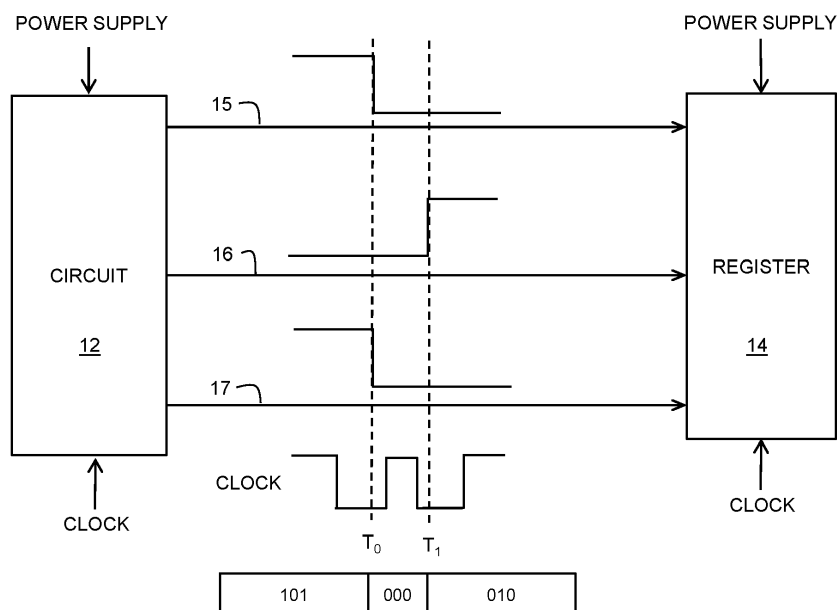 POWER SUPPLY
POWER SUPPLY
15
16
CIRCUIT
REGISTER
12
14
17
CLOCK
CLOCK
CLOCK
T0
T1
101
000
010